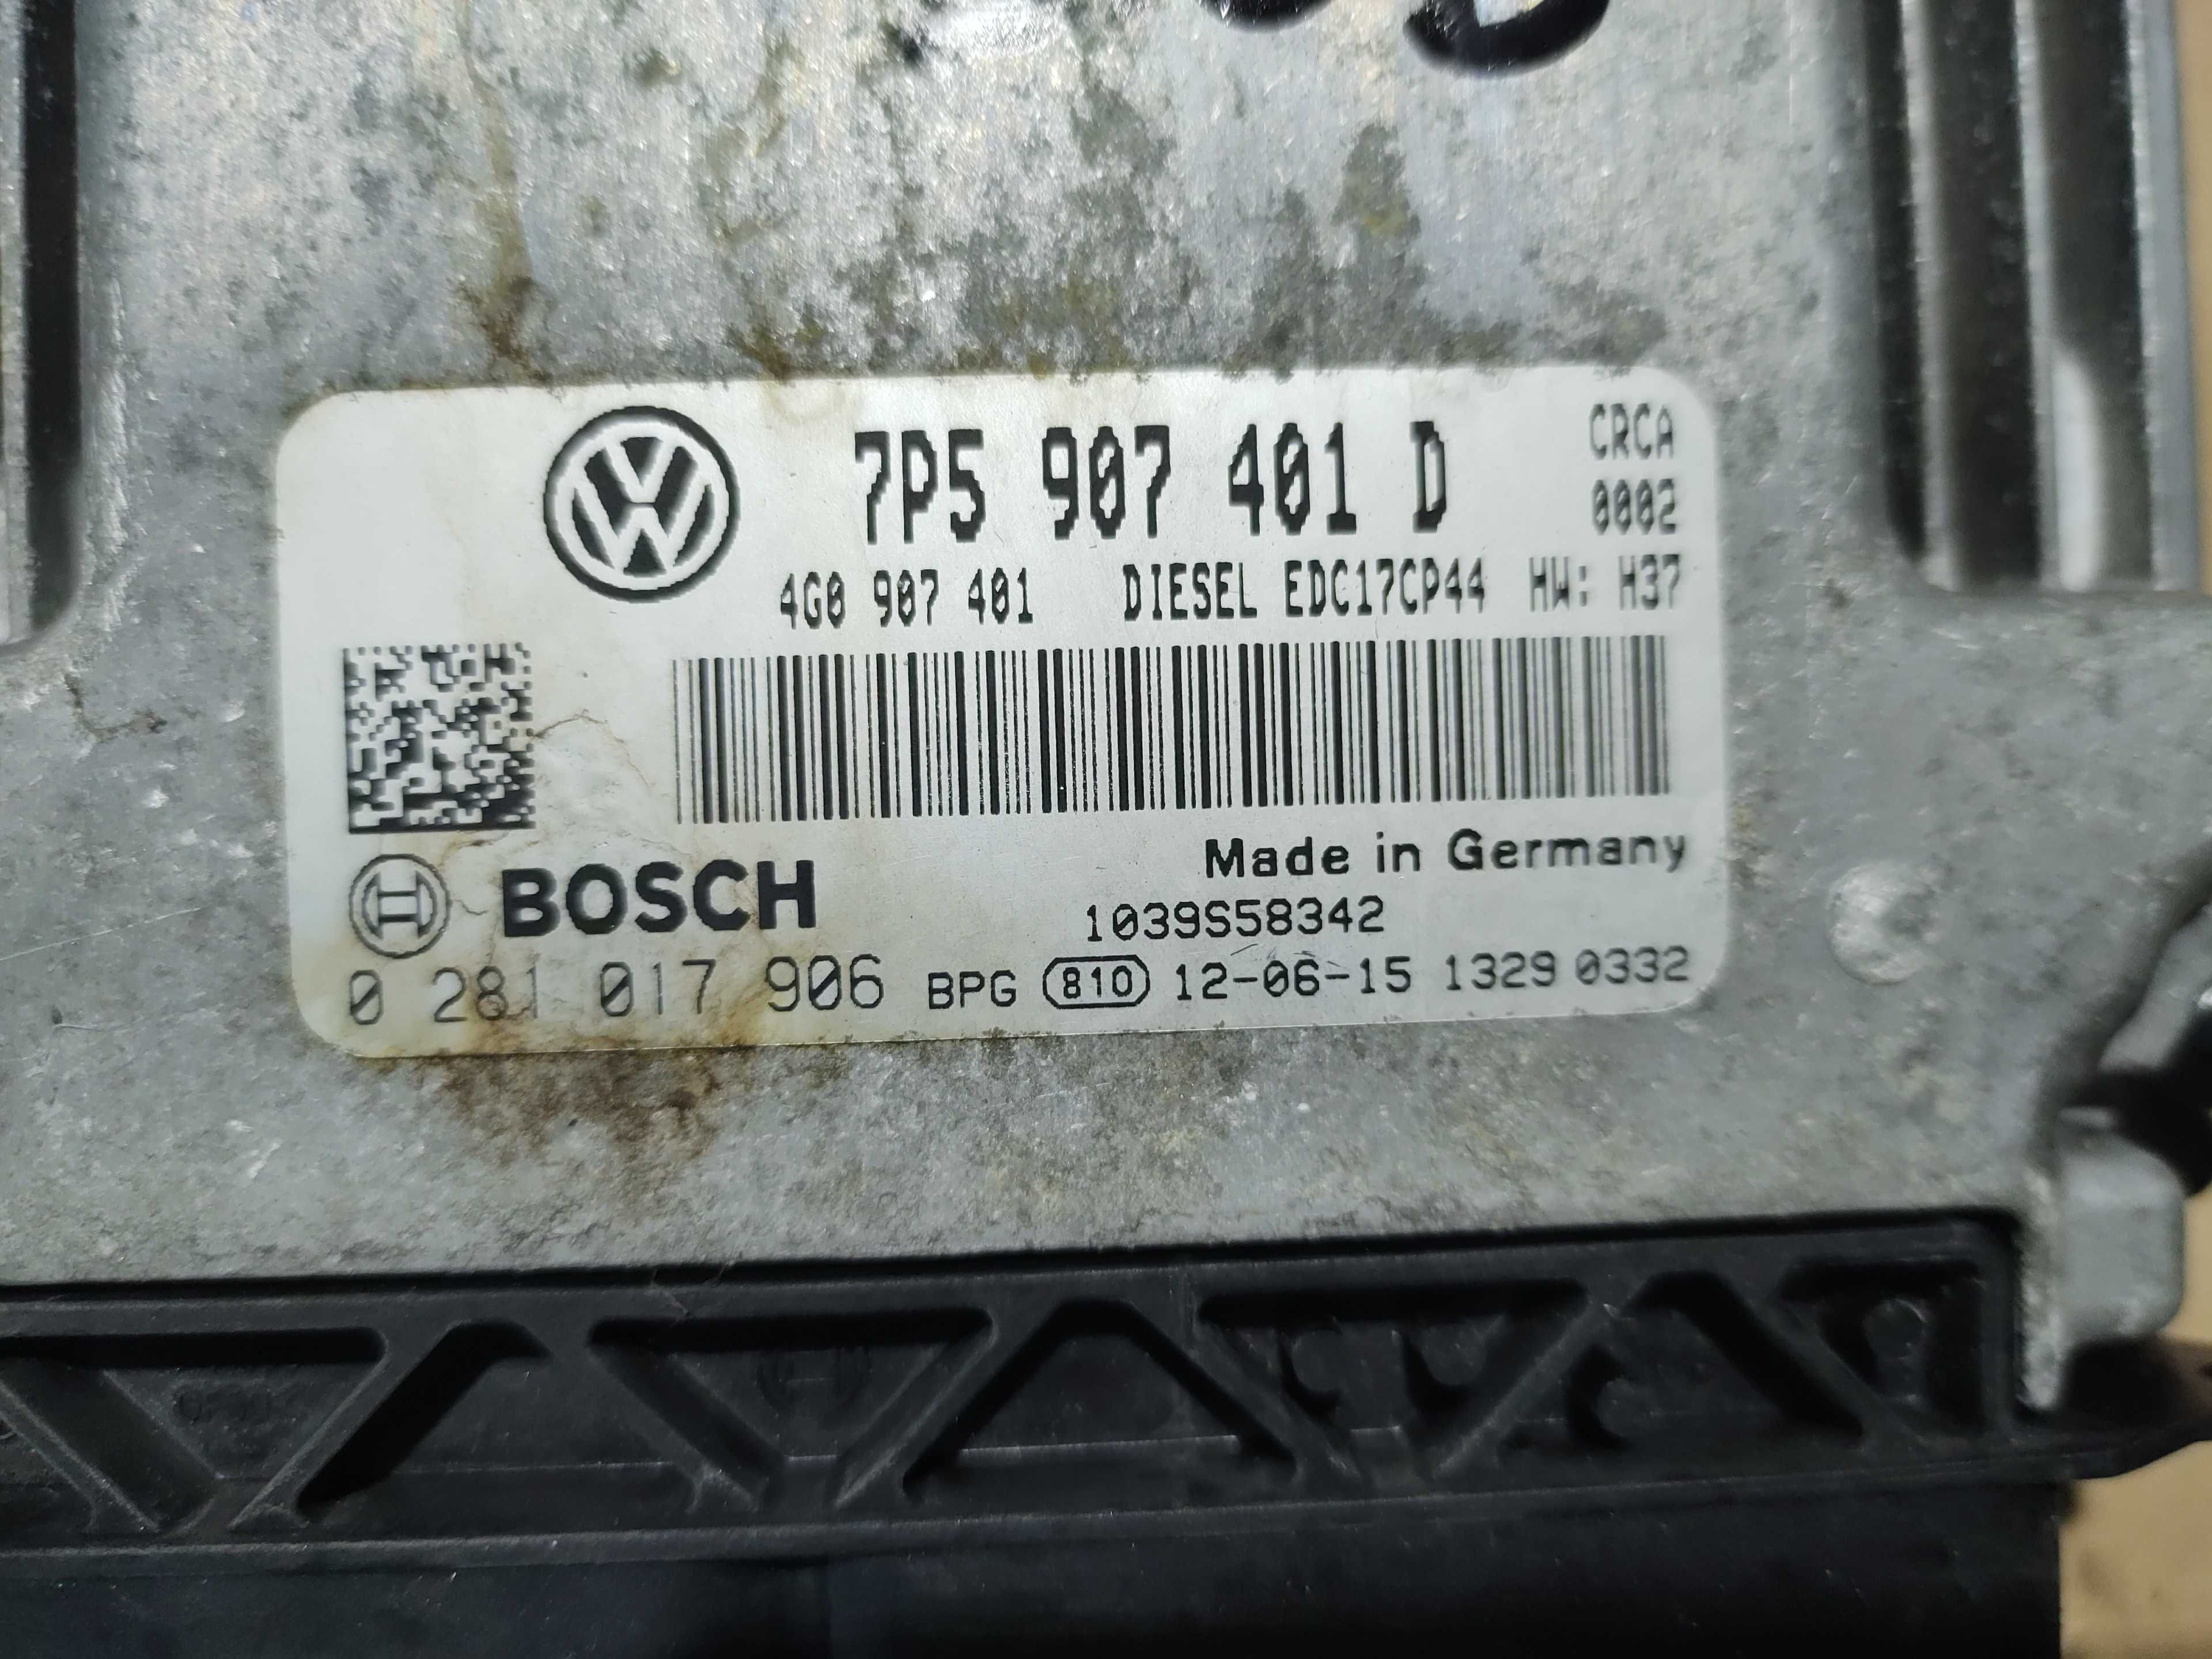 7P5 907 401 D
CRCA
0002
4G0 907 401 DIESEL EDC17CP44 HW: H37
Made in Germany
BOSCH
1039S58342
0 281 017 906 BPG 810 12-06-15 1329 0332